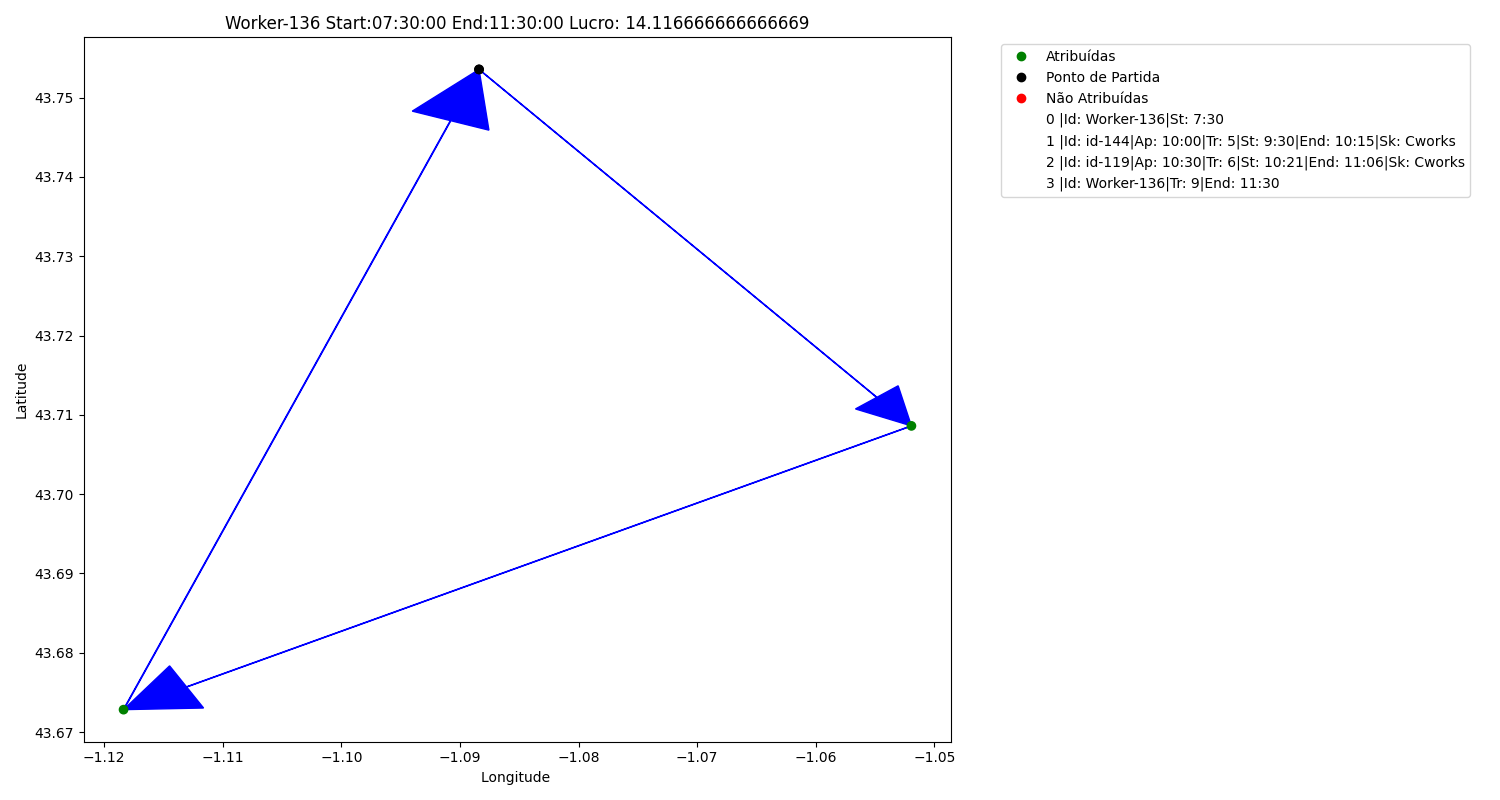 Worker-136 Start:07:30:00 End:11:30:00 Lucro: 14.116666666666669
Latitude
43.75
43.74
43.73
43.72
43.71
43.70
43.69
43.68
43.67
−1.12
−1.11
−1.10
−1.09
−1.08
−1.07
−1.06
−1.05
Longitude
Atribuídas
Ponto de Partida
Não Atribuídas
0 |Id: Worker-136|St: 7:30
1 |Id: id-144|Ap: 10:00|Tr: 5|St: 9:30|End: 10:15|Sk: Cworks
2 |Id: id-119|Ap: 10:30|Tr: 6|St: 10:21|End: 11:06|Sk: Cworks
3 |Id: Worker-136|Tr: 9|End: 11:30